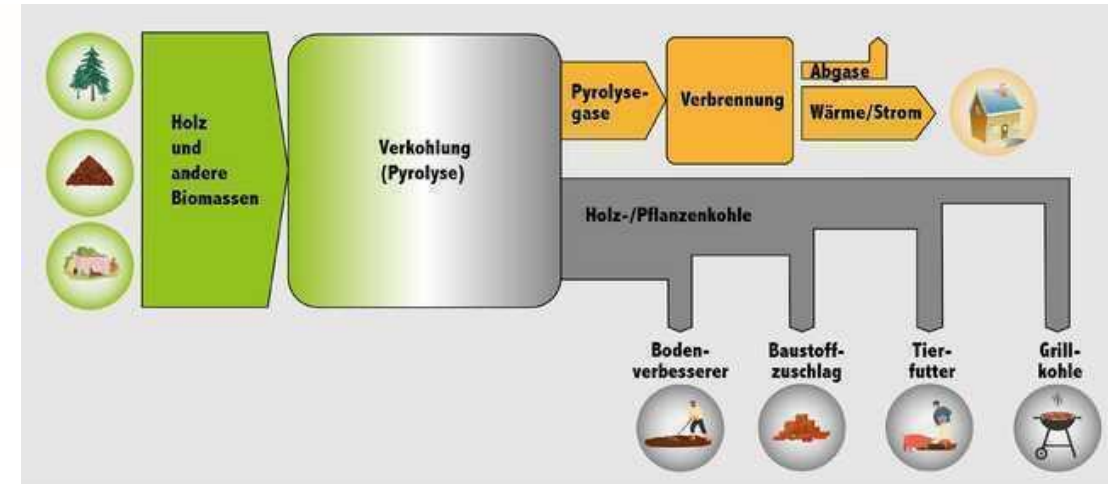 Holz
und
andere
Biomassen
Verkohlung
(Pyrolyse)
Pyrolyse-
gase
Verbrennung
Abgase
Wärme/Strom
Holz-/Pflanzenkohle
Boden-
verbesserer
Baustoff-
zuschlag
Tier-
futter
Grill-
kohle